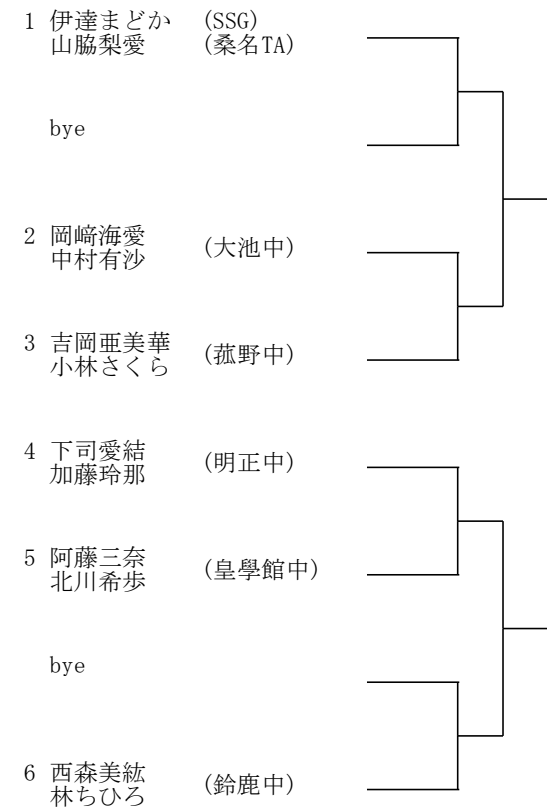 1 伊達まどか (SSG)
山脇梨愛 (桑名TA)
bye
2 岡﨑海愛
中村有沙 (大池中)
3 吉岡亜美華
小林さくら (菰野中)
4 下司愛結
加藤玲那 (明正中)
5 阿藤三奈
北川希歩 (皇學館中)
bye
6 西森美紘
林ちひろ (鈴鹿中)